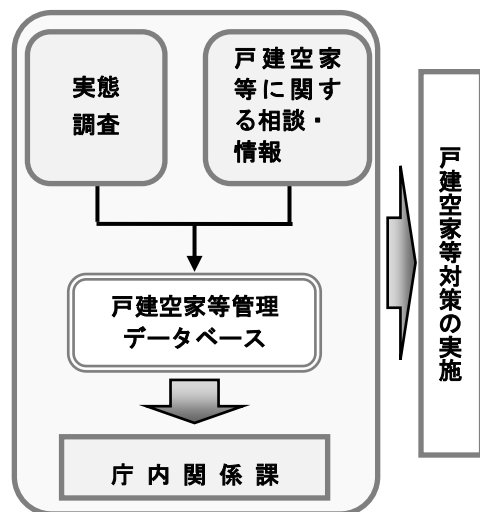 実態
調査
戸建空家
等に関す
る相談・
情報
戸建空家等管理
データベース
庁内関係課
戸建空家等対策の実施